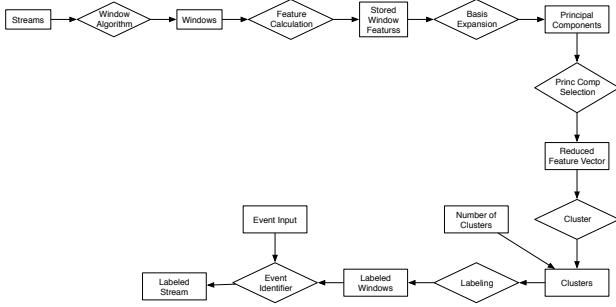 Streams
Window
Algorithm
Windows
Feature
Calculation
Stored
Window
Featurss
Basis
Expansion
Principal
Components
Princ Comp
Selection
Reduced
Feature Vector
Cluster
Number of
Clusters
Clusters
Labeling
Labeled
Windows
Event Input
Event
Identifier
Labeled
Stream